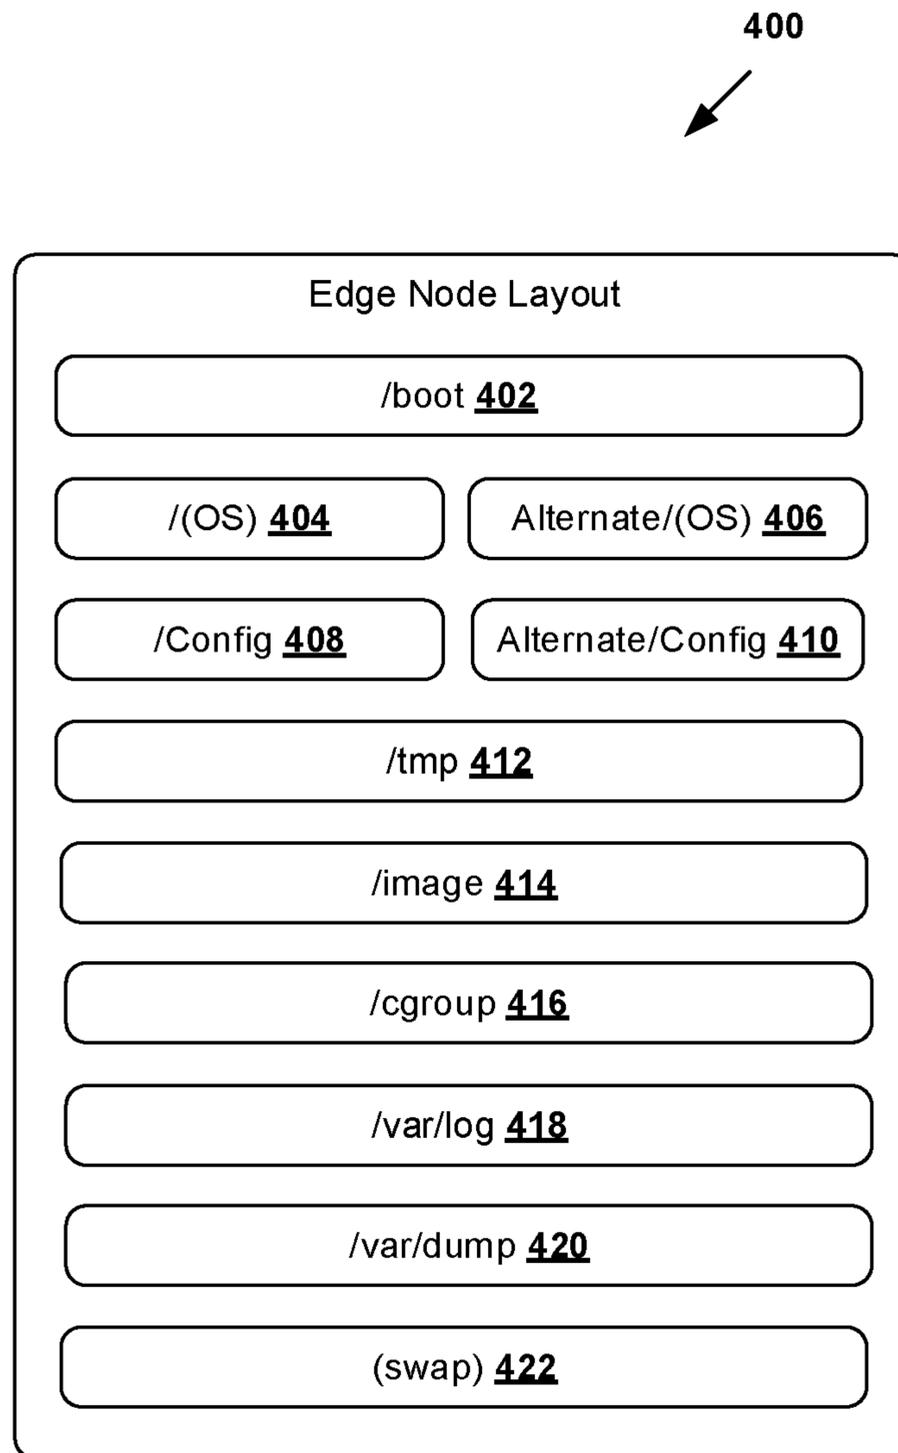 400
Edge Node Layout
/boot 402
/(OS) 404
Alternate/(OS) 406
/Config 408
Alternate/Config 410
/tmp 412
/image 414
/cgroup 416
/var/log 418
/var/dump 420
(swap) 422